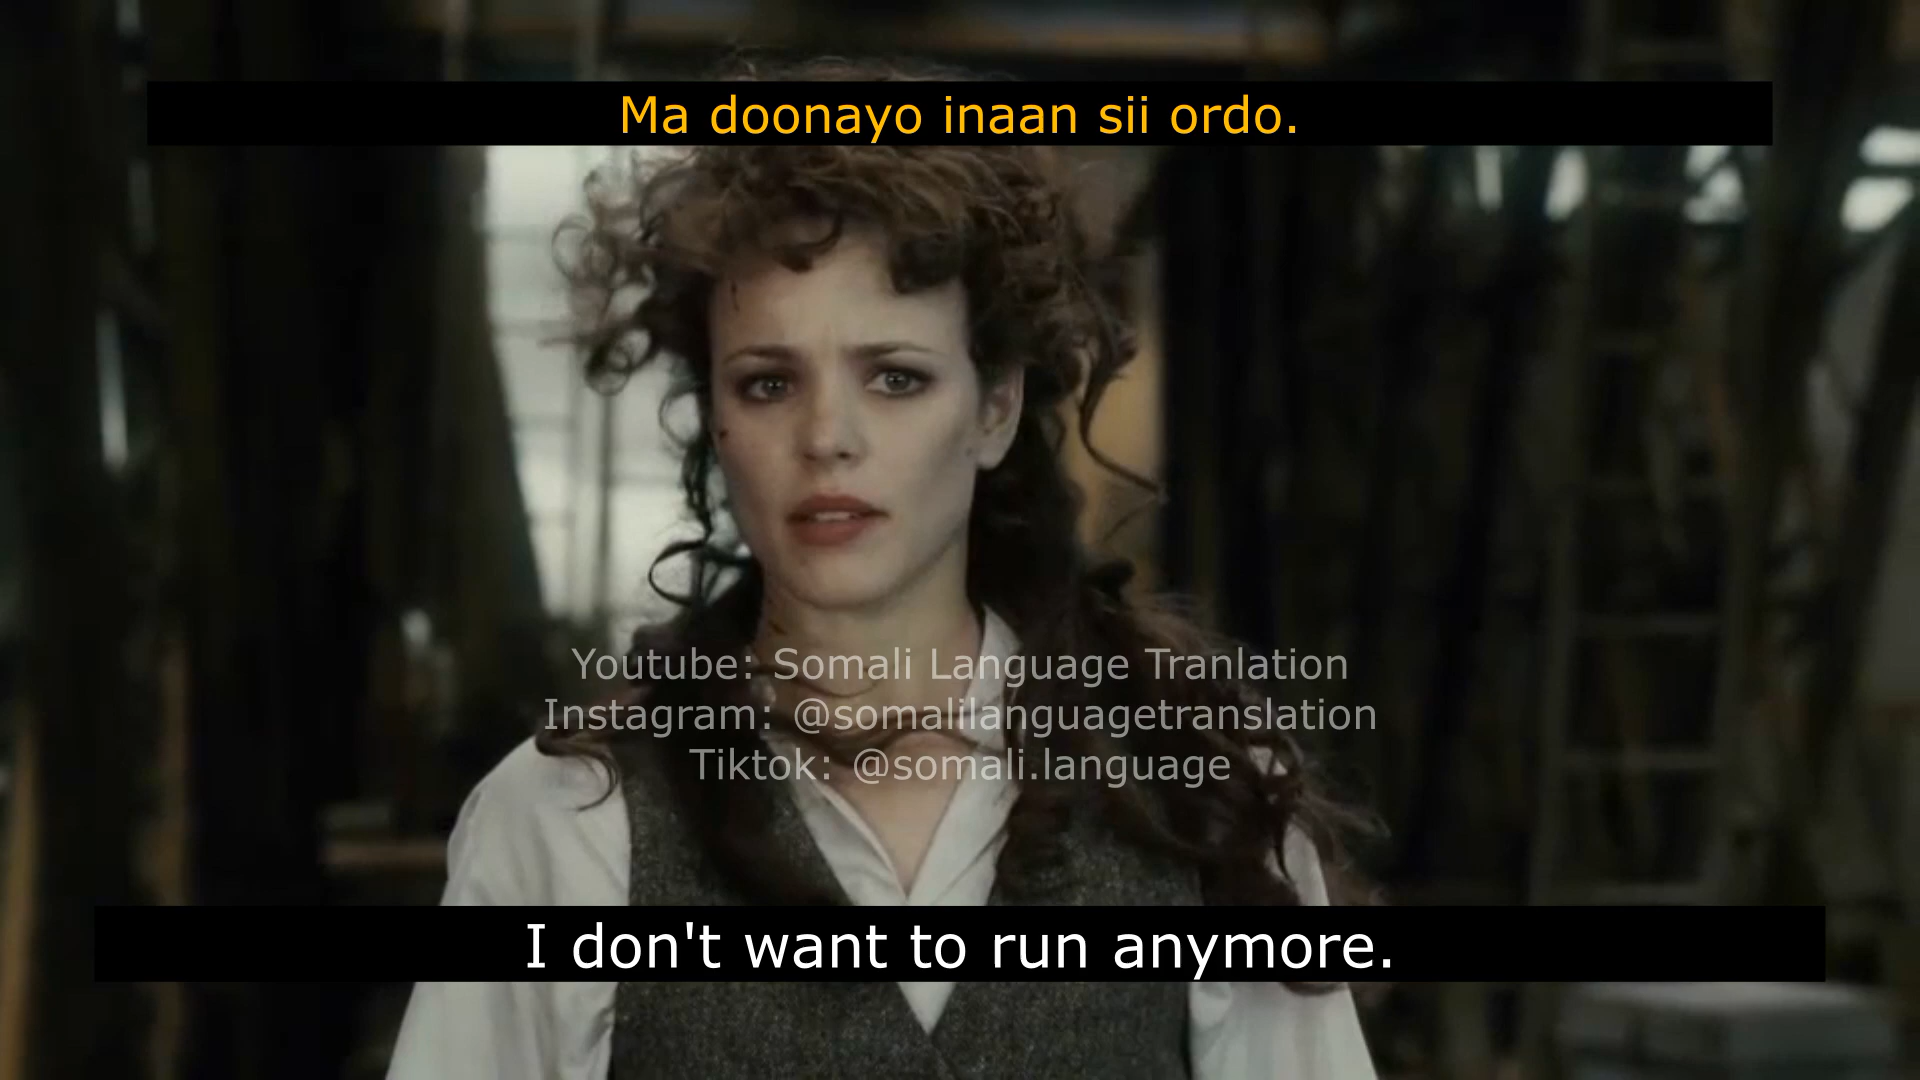 Ma doonayo inaan sii ordo.
Youtube: Somali Language Tranlation
Instagram: @somalilanguagetranslation
Tiktok: @somali.language
I don't want to run anymore.